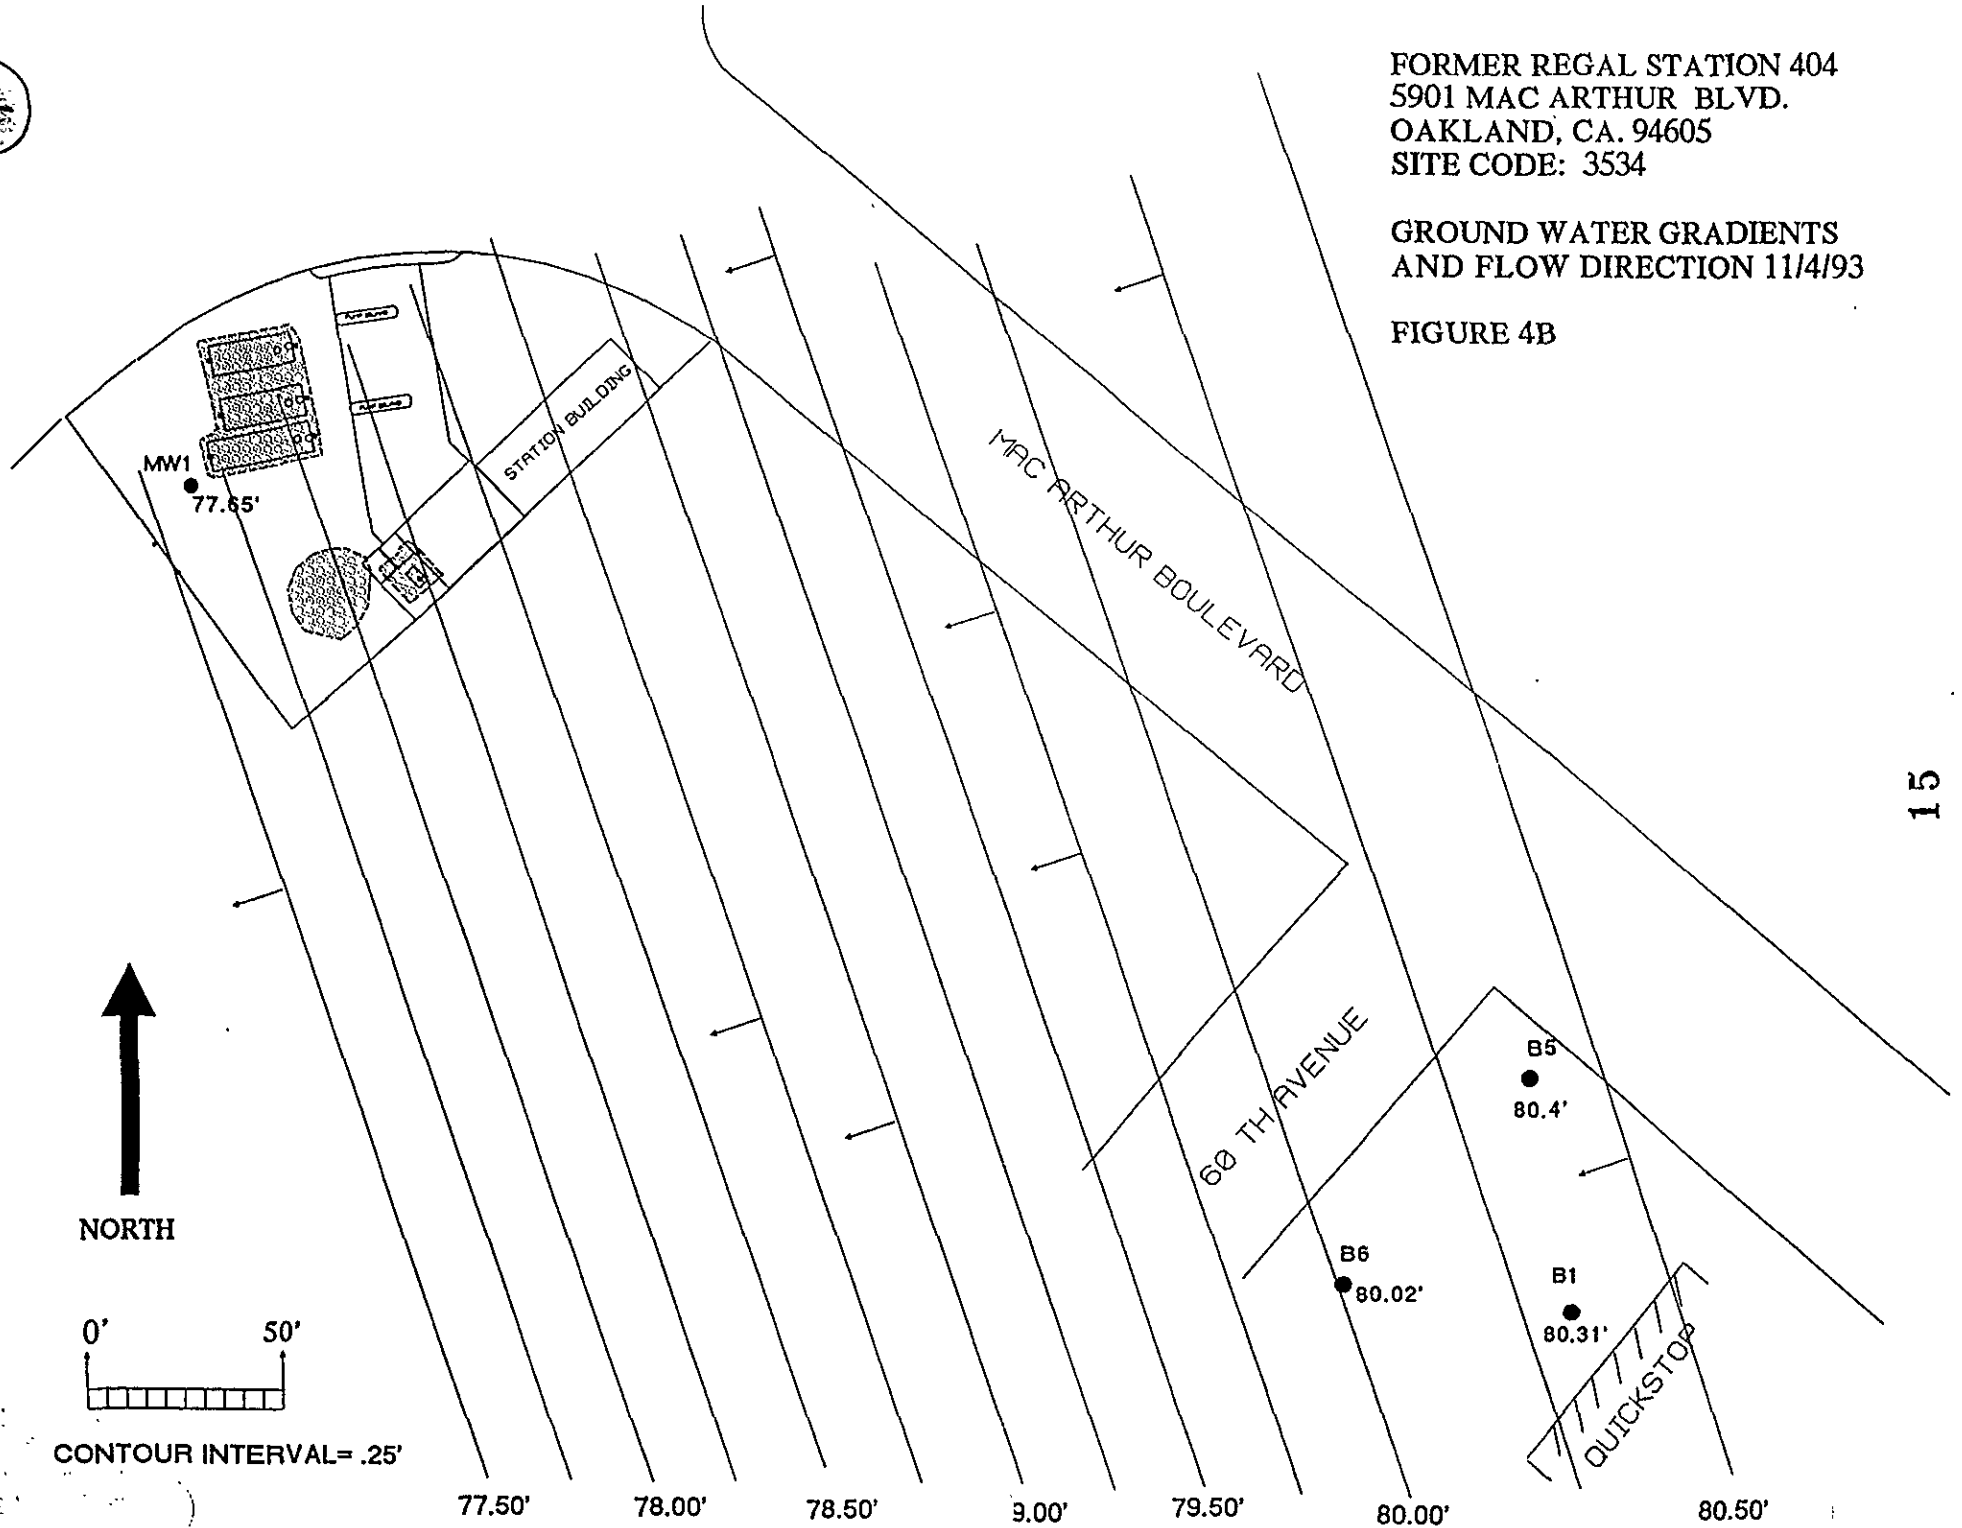 FORMER REGAL STATION 404
5901 MAC ARTHUR BLVD.
OAKLAND, CA. 94605
SITE CODE: 3534
GROUND WATER GRADIENTS
AND FLOW DIRECTION 11/4/93
FIGURE 4B
STATION BUILDING
MW1
77.65'
MAC ARTHUR BOULEVARD
15
60 TH AVENUE
B5
80.4'
B6
80.02'
B1
80.31'
QUICKSTOP
NORTH
0' 50'
CONTOUR INTERVAL= .25'
77.50' 78.00' 78.50' 9.00' 79.50' 80.00' 80.50'